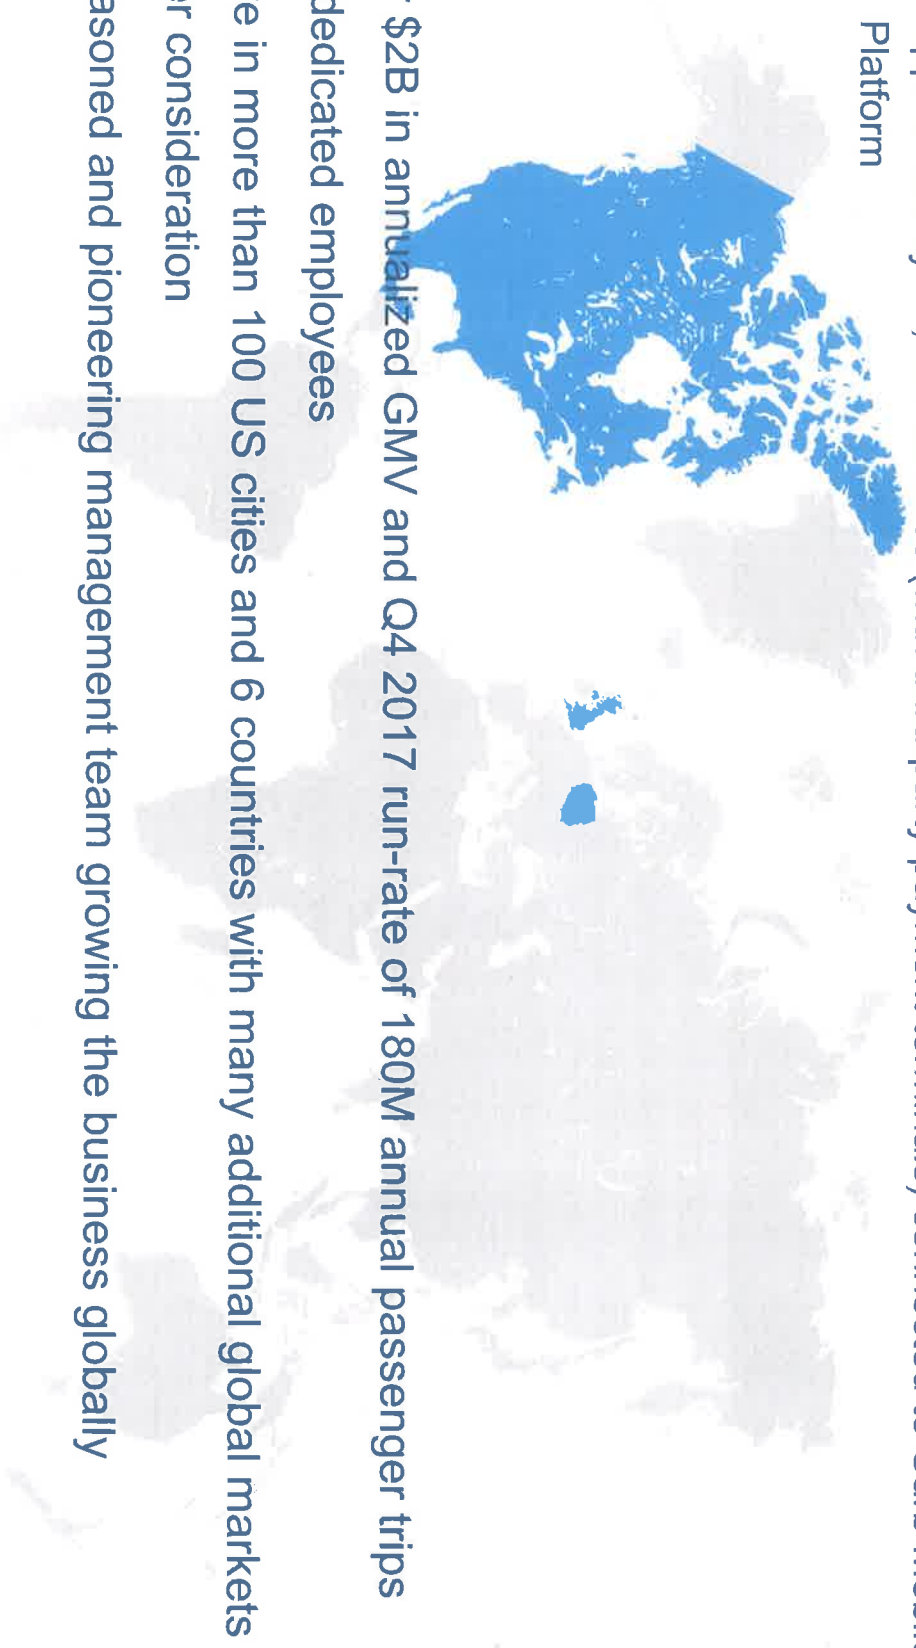 Platform
$2B in annualized GMV and Q4 2017 run-rate of 180M annual passenger trips
dedicated employees
in more than 100 US cities and 6 countries with many additional global markets
consideration
and pioneering management team growing the business globally